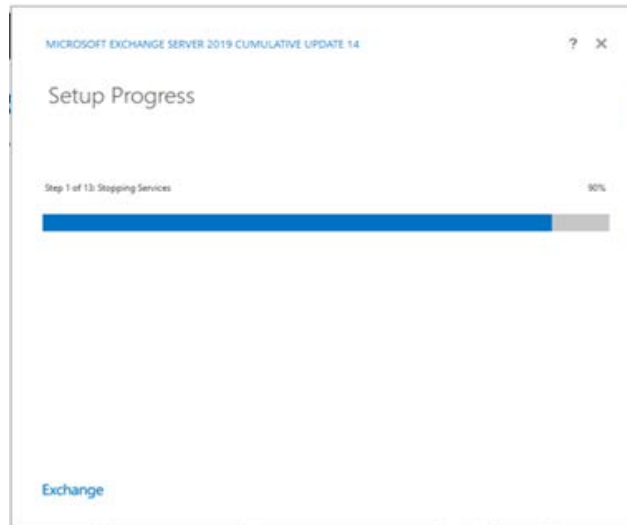 MICROSOFT EXCHANGE SERVER 2019 CUMULATIVE UPDATE 14 ? ✕
Setup Progress
Step 1 of 13: Stopping Services 90%
Exchange